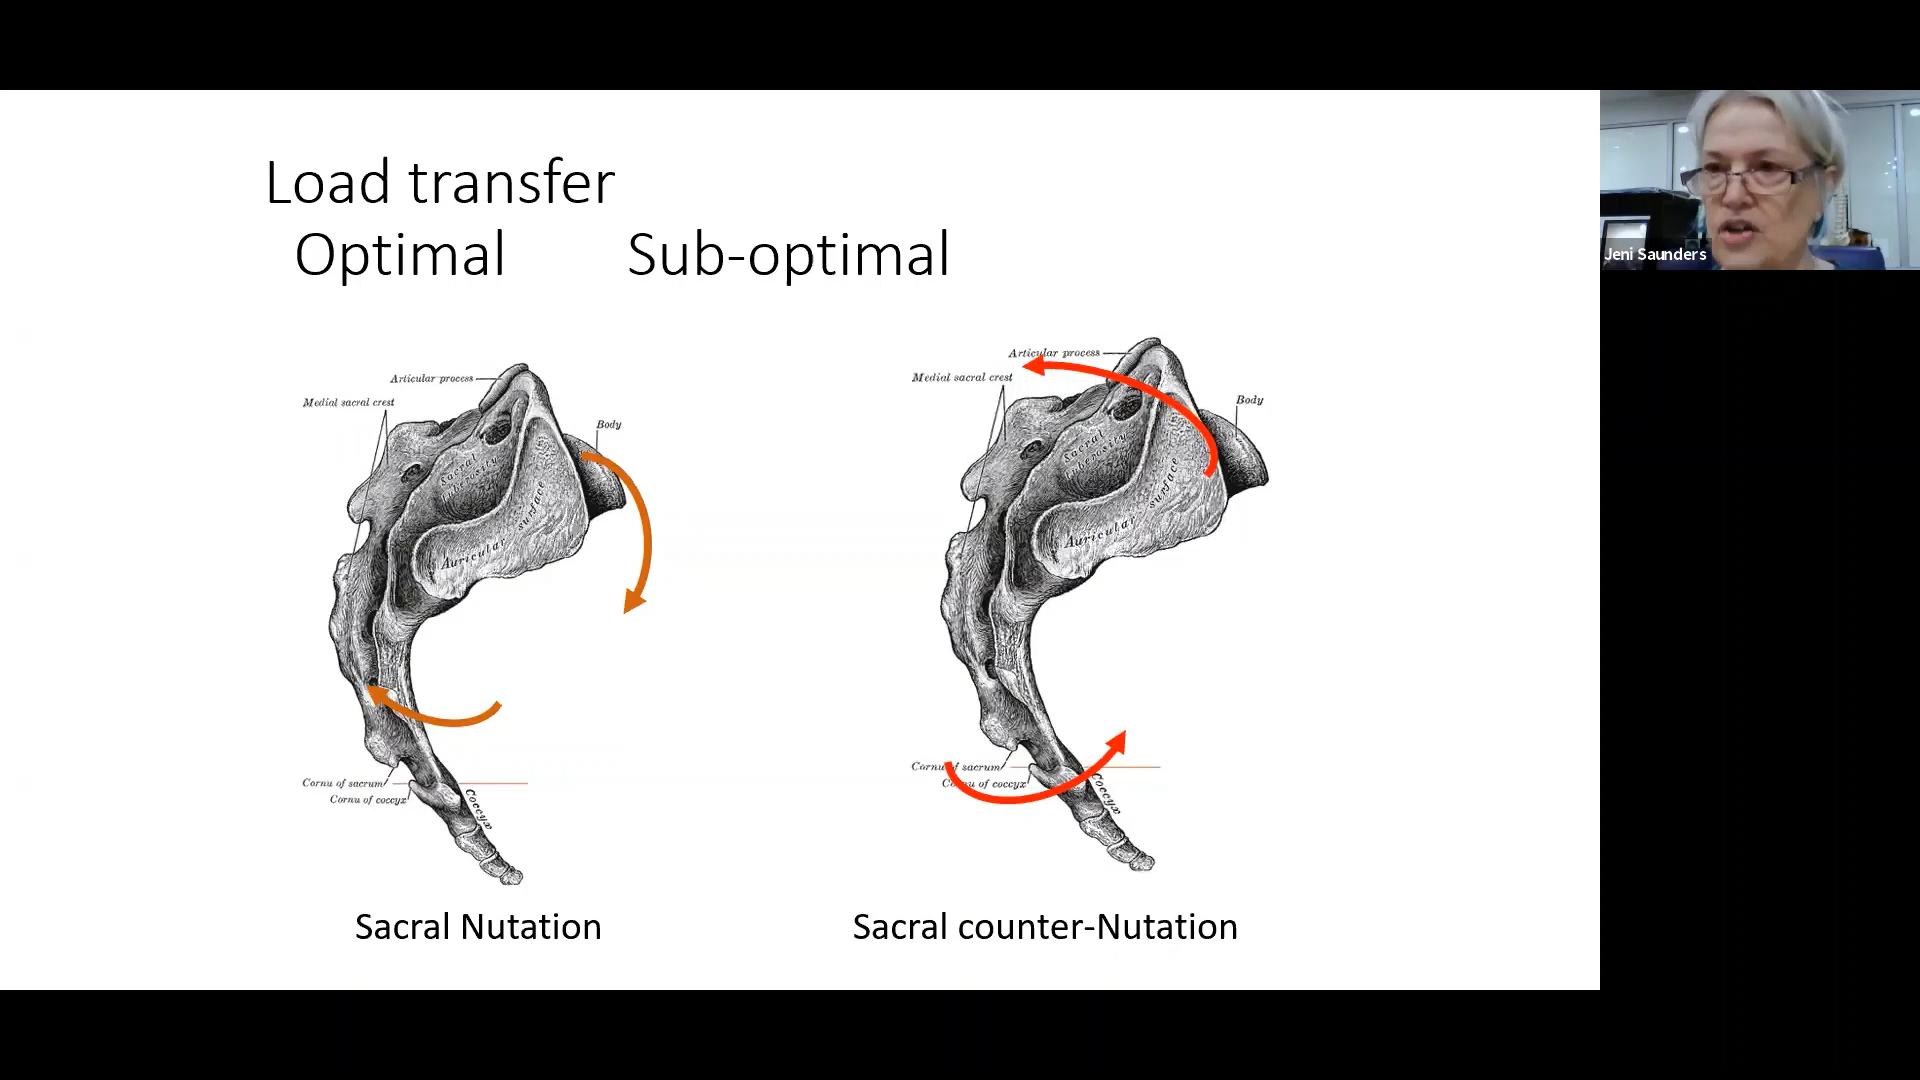 Load transfer
Optimal Sub-optimal
Articular process
Medial sacral crest
Body
Sacral
tuberosity
Auricular surface
Cornu of sacrum
Cornu of coccyx
Coccyx
Sacral Nutation
Articular process
Medial sacral crest
Body
Sacral
tuberosity
Auricular surface
Cornu of sacrum
Cornu of coccyx
Coccyx
Sacral counter-Nutation
Jeni Saunders